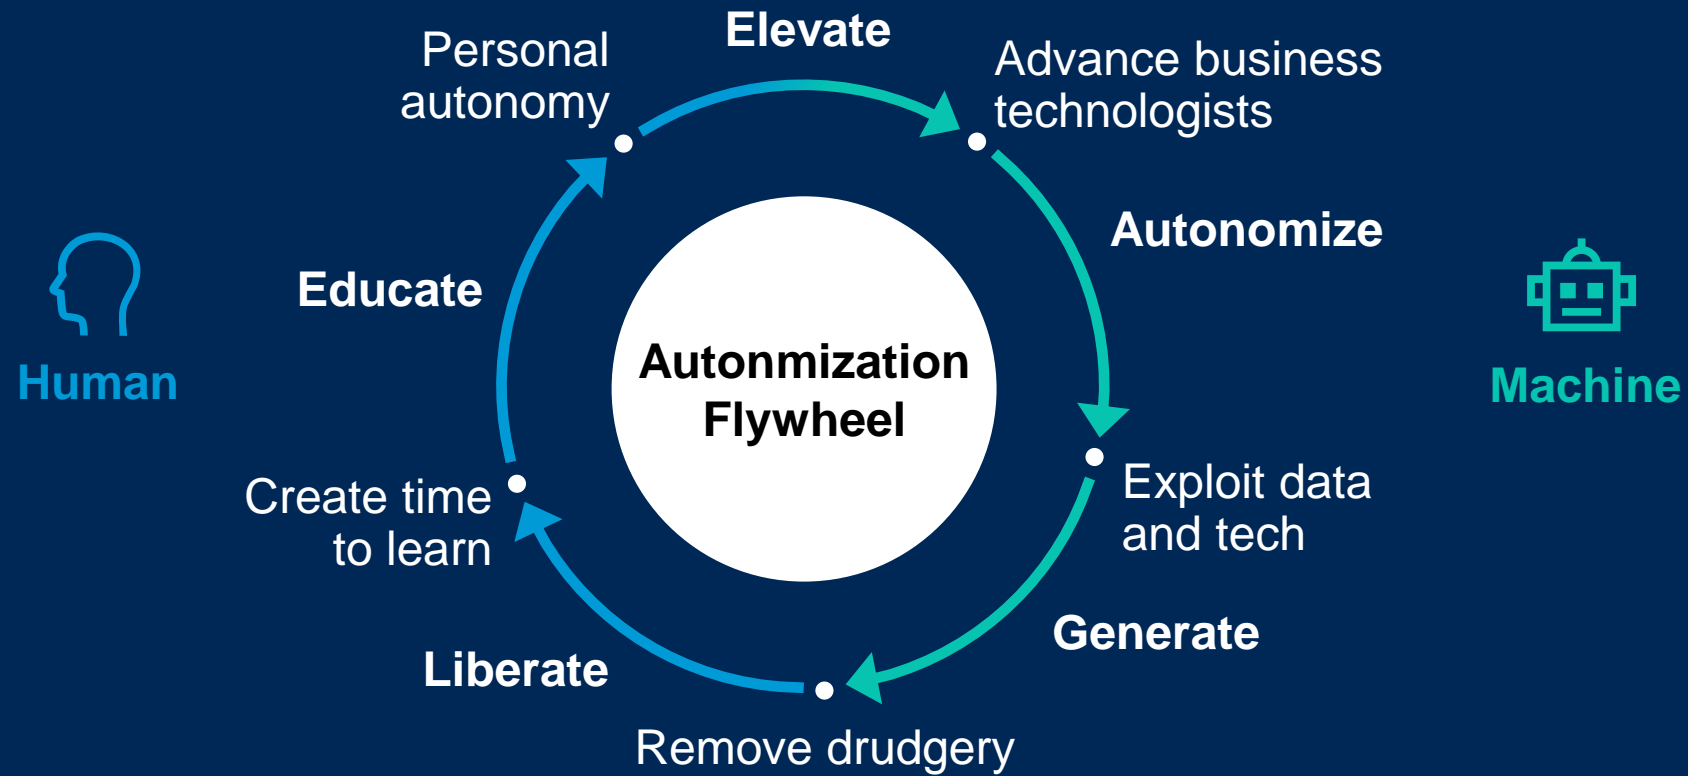 Elevate
Personal
autonomy
Advance business
technologists
Autonomize
Educate
Human
Autonmization
Flywheel
Machine
Create time
to learn
Exploit data
and tech
Generate
Liberate
Remove drudgery